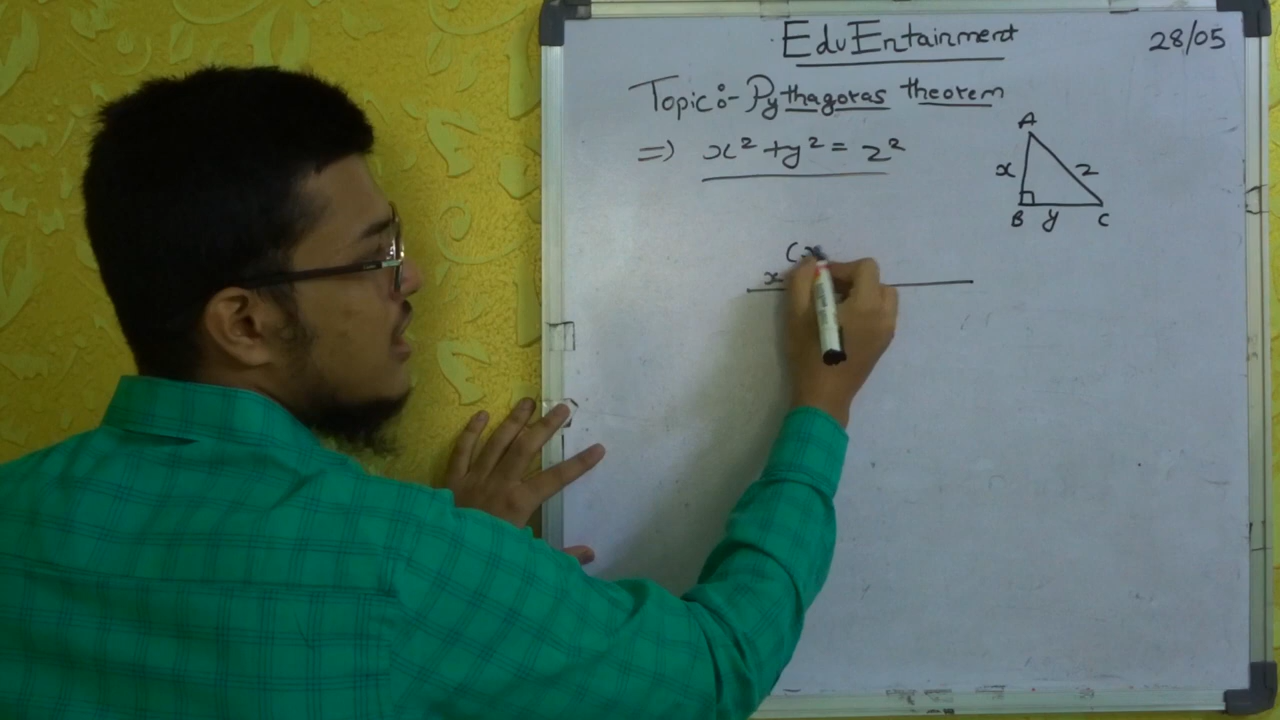 EduEntainment
28/05
Topic:- Pythagoras theorem
=) x² + y² = z²
A
x z
B y C
(x
x